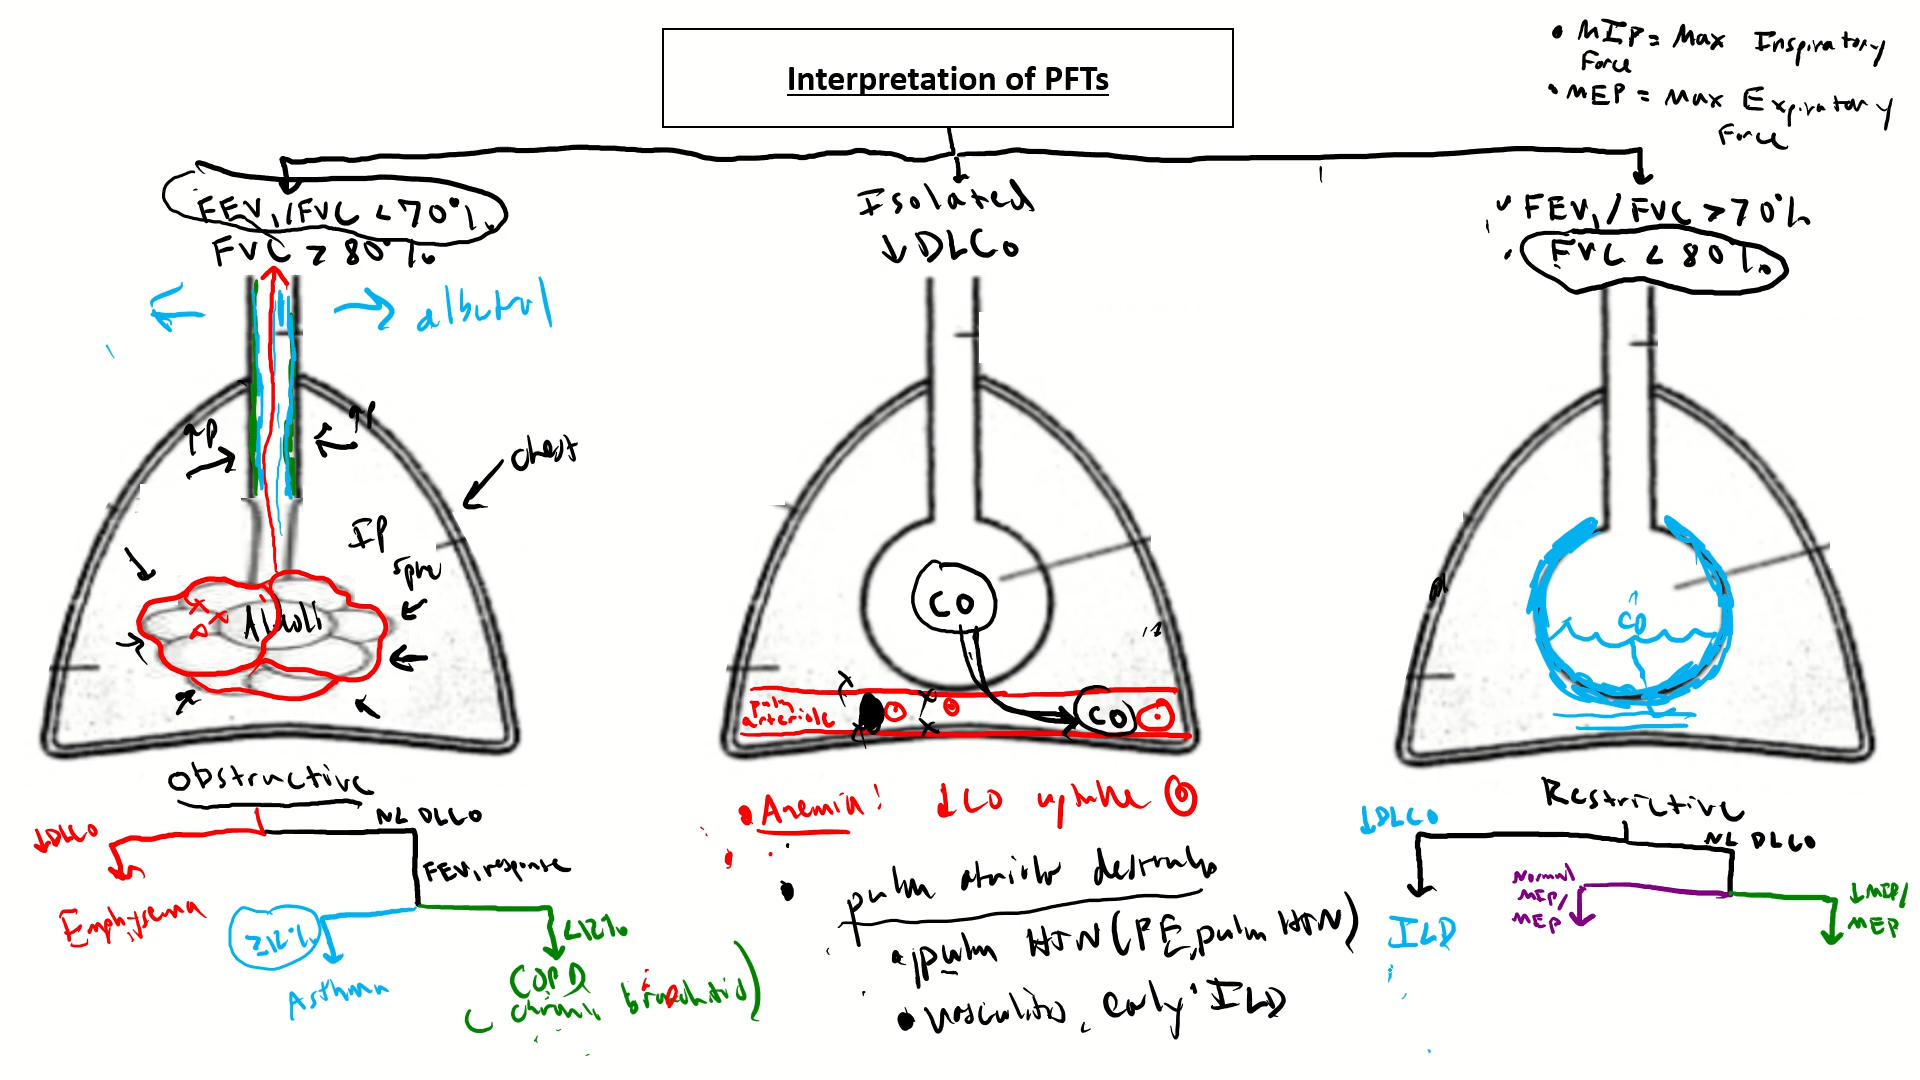 Interpretation of PFTs
• MIP = Max Inspiratory
Force
• MEP = Max Expiratory
Force
FEV₁/FVC < 70%
FVC ≥ 80%
albutrol
↑P
↑P
chest
IP
Alveoli
Obstructive
↓DLCO
NL DLCO
Emphysema
FEV₁ response
≥12%
Asthma
<12%
COPD
(chronic bronchitis)
Isolated
↓DLCO
CO
pulm
arteriole
CO
• Anemia! ↓CO uptake
• pulm
• pulm HTN (PE, pulm HTN)
• vasculitis, early ILD
FEV₁/FVC > 70%
FVC < 80%
CO
Restrictive
↓DLCO
NL DLCO
ILD
Normal
MIP/
MEP
↓MIP/
MEP